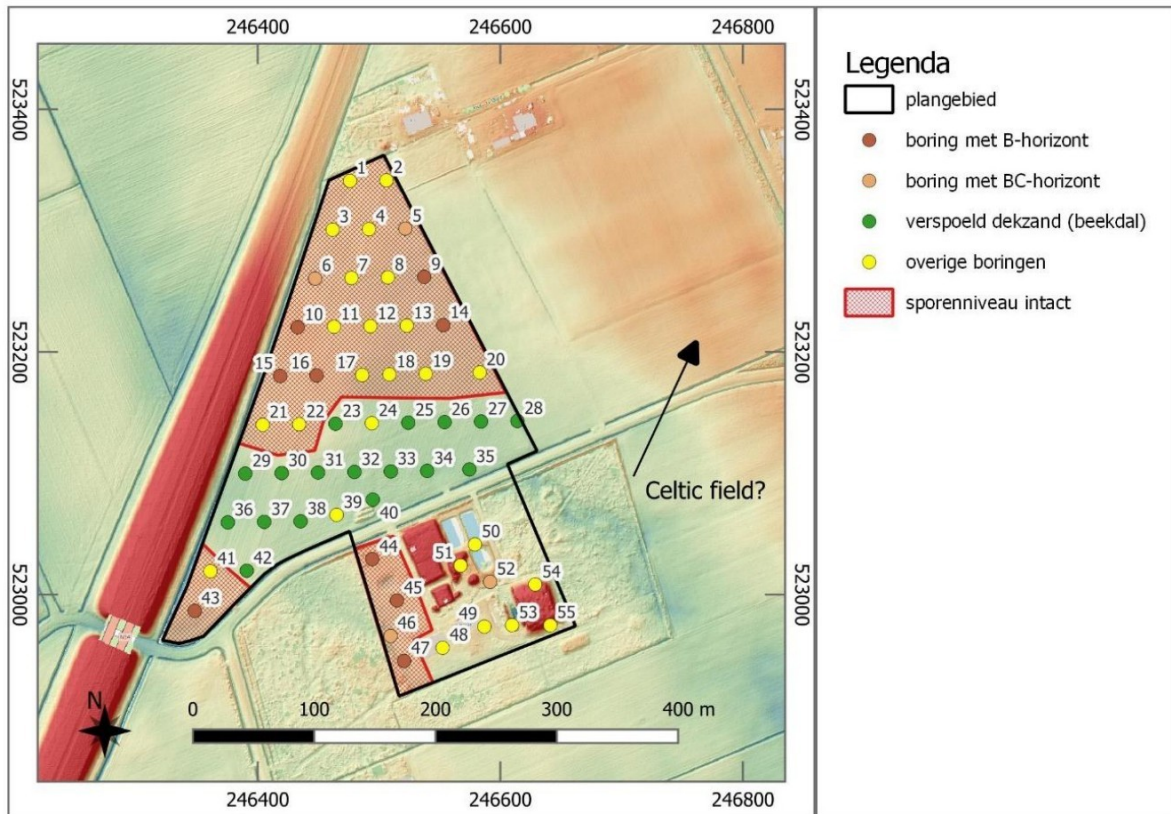 246400 246600 246800
523400
523200
523000
1 2
3 4 5
6 7 8 9
10 11 12 13 14
15 16 17 18 19 20
21 22 23 24 25 26 27 28
29 30 31 32 33 34 35
36 37 38 39 40
41 42
43
44 50
51 52 54
45
46 49 53 55
47 48
Celtic field?
N
0 100 200 300 400 m
246400 246600 246800
Legenda
plangebied
boring met B-horizont
boring met BC-horizont
verspoeld dekzand (beekdal)
overige boringen
sporenniveau intact